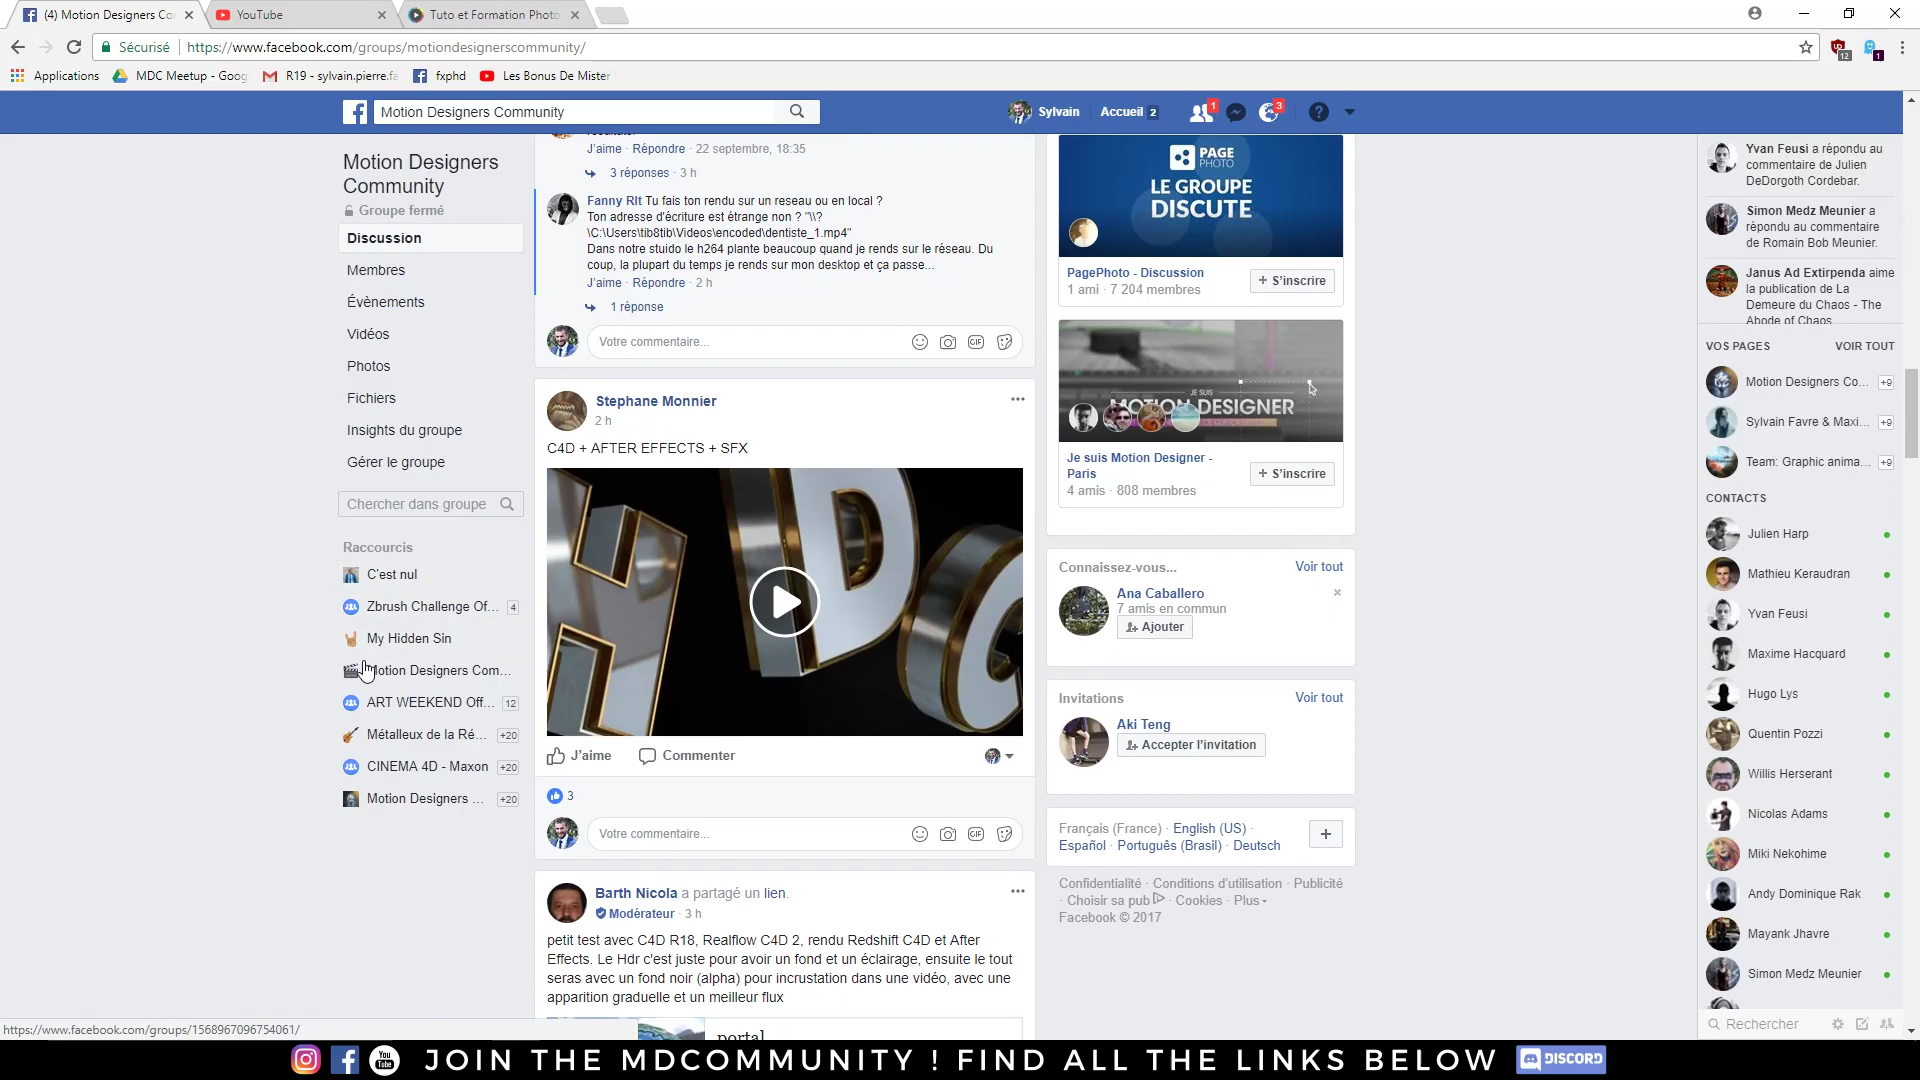 (4) Motion Designers Co
YouTube
Tuto et Formation Photo
Sécurisé
https://www.facebook.com/groups/motiondesignerscommunity/
12
1
Applications
MDC Meetup - Goog
R19 - sylvain.pierre.fa
fxphd
Les Bonus De Mister
Motion Designers Community
Sylvain
Accueil 2
1
3
Motion Designers
Community
Groupe fermé
Discussion
Membres
Évènements
Vidéos
Photos
Fichiers
Insights du groupe
Gérer le groupe
Chercher dans groupe
Raccourcis
C'est nul
Zbrush Challenge Of... 4
My Hidden Sin
Motion Designers Com...
ART WEEKEND Off... 12
Métalleux de la Ré... +20
CINEMA 4D - Maxon +20
Motion Designers ... +20
J'aime · Répondre · 22 septembre, 18:35
3 réponses · 3 h
Fanny Rlt Tu fais ton rendu sur un reseau ou en local ?
Ton adresse d'écriture est étrange non ? "\\?
\C:\Users\tib8tib\Videos\encoded\dentiste_1.mp4"
Dans notre stuido le h264 plante beaucoup quand je rends sur le réseau. Du
coup, la plupart du temps je rends sur mon desktop et ça passe...
J'aime · Répondre · 2 h
1 réponse
Votre commentaire...
GIF
Stephane Monnier
2 h
C4D + AFTER EFFECTS + SFX
J'aime
Commenter
3
Votre commentaire...
GIF
Barth Nicola a partagé un lien.
Modérateur · 3 h
petit test avec C4D R18, Realflow C4D 2, rendu Redshift C4D et After
Effects. Le Hdr c'est juste pour avoir un fond et un éclairage, ensuite le tout
seras avec un fond noir (alpha) pour incrustation dans une vidéo, avec une
apparition graduelle et un meilleur flux
portal
PAGE
PHOTO
LE GROUPE
DISCUTE
PagePhoto - Discussion
1 ami · 7 204 membres
+ S'inscrire
JE SUIS
MOTION DESIGNER
Je suis Motion Designer -
Paris
4 amis · 808 membres
+ S'inscrire
Connaissez-vous...
Voir tout
Ana Caballero
7 amis en commun
Ajouter
Invitations
Voir tout
Aki Teng
Accepter l'invitation
Français (France) · English (US) ·
Español · Português (Brasil) · Deutsch
Confidentialité · Conditions d'utilisation · Publicité
· Choisir sa pub · Cookies · Plus
Facebook © 2017
Yvan Feusi a répondu au
commentaire de Julien
DeDorgoth Cordebar.
Simon Medz Meunier a
répondu au commentaire
de Romain Bob Meunier.
Janus Ad Extirpenda aime
la publication de La
Demeure du Chaos - The
Abode of Chaos
VOS PAGES
VOIR TOUT
Motion Designers Co... +9
Sylvain Favre & Maxi... +9
Team: Graphic anima... +9
CONTACTS
Julien Harp
Mathieu Keraudran
Yvan Feusi
Maxime Hacquard
Hugo Lys
Quentin Pozzi
Willis Herserant
Nicolas Adams
Miki Nekohime
Andy Dominique Rak
Mayank Jhavre
Simon Medz Meunier
Rechercher
https://www.facebook.com/groups/1568967096754061/
You Tube
JOIN THE MDCOMMUNITY ! FIND ALL THE LINKS BELOW
DISCORD